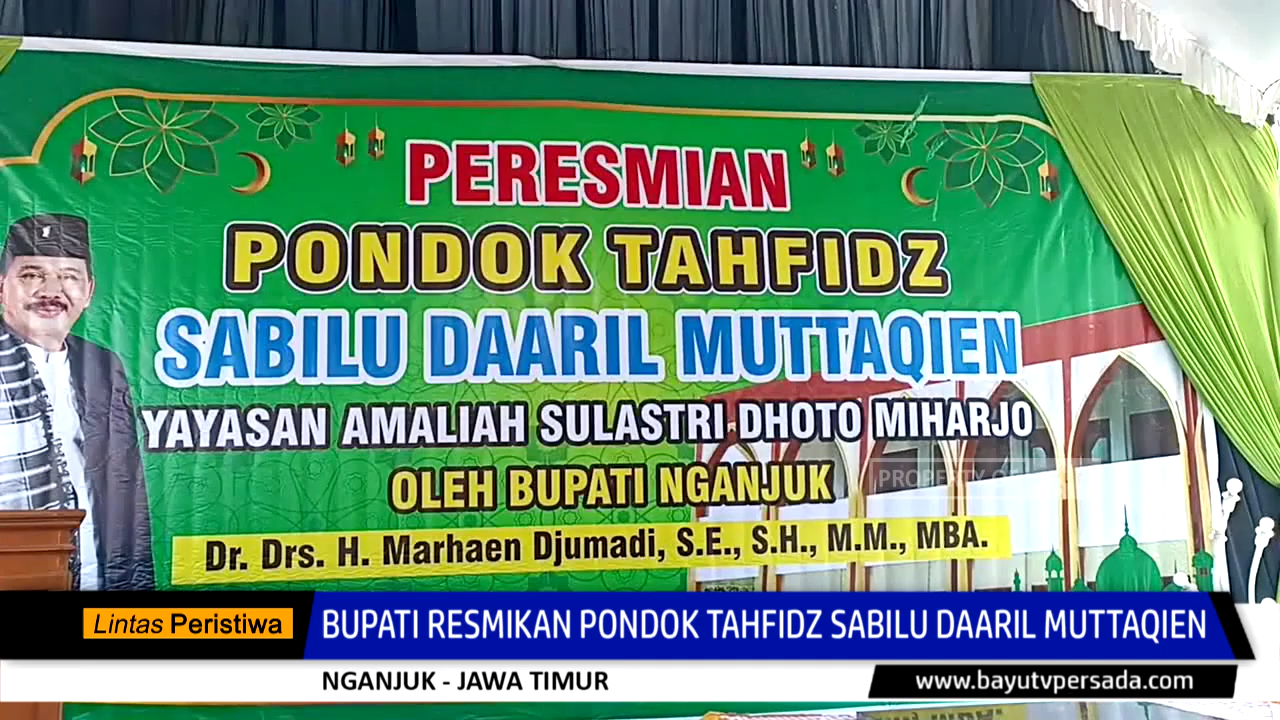 PERESMIAN
PONDOK TAHFIDZ
SABILU DAARIL MUTTAQIEN
YAYASAN AMALIAH SULASTRI DHOTO MIHARJO
OLEH BUPATI NGANJUK
Dr. Drs. H. Marhaen Djumadi, S.E., S.H., M.M., MBA.
PROPERTY
Lintas Peristiwa
BUPATI RESMIKAN PONDOK TAHFIDZ SABILU DAARIL MUTTAQIEN
NGANJUK - JAWA TIMUR
www.bayutvpersada.com